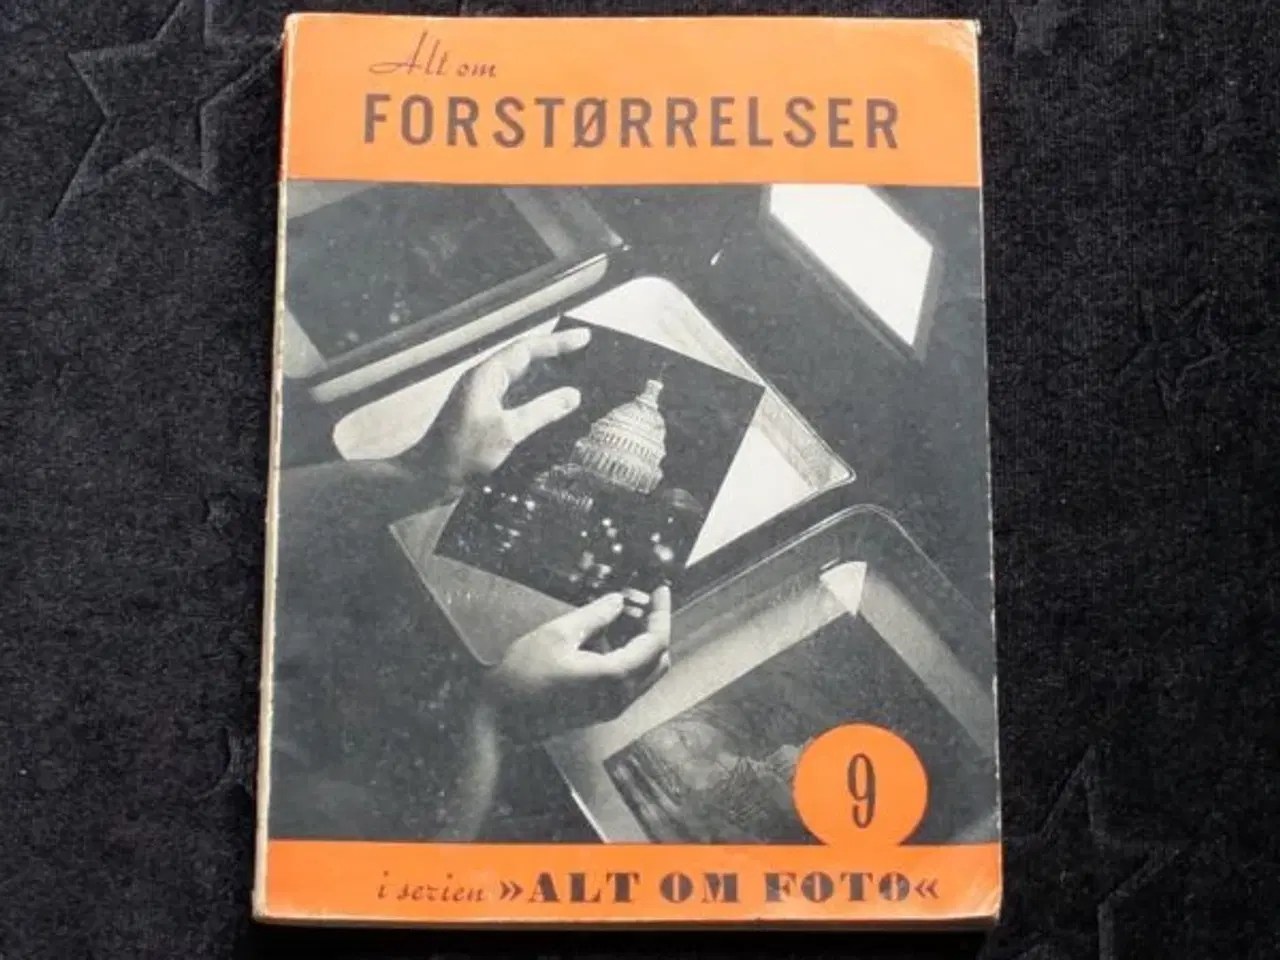 Alt om
FORSTØRRELSER
9
i serien »ALT OM FOTO«